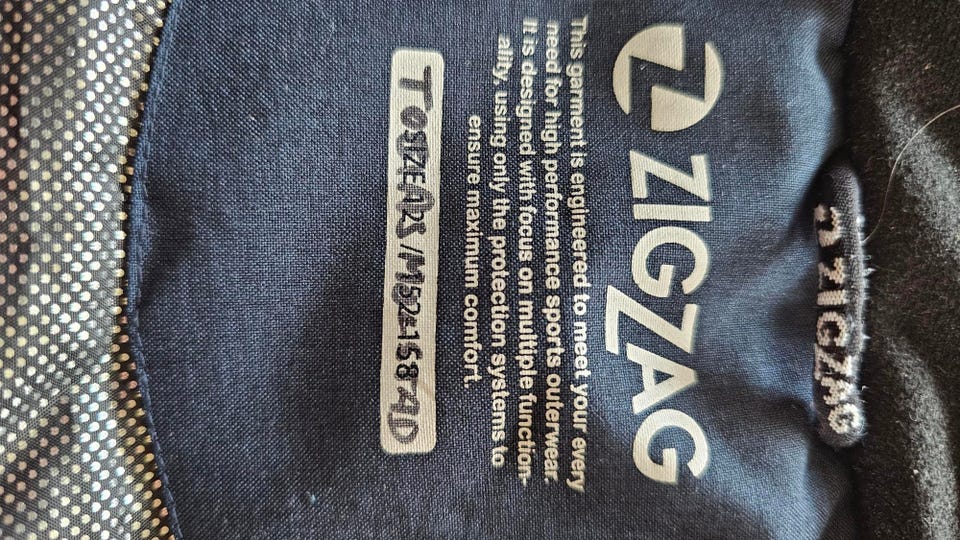 ZIGZAG
ZIGZAG
This garment is engineered to meet your every
need for high performance sports outerwear.
It is designed with focus on multiple function-
ality, using only the protection systems to
ensure maximum comfort.